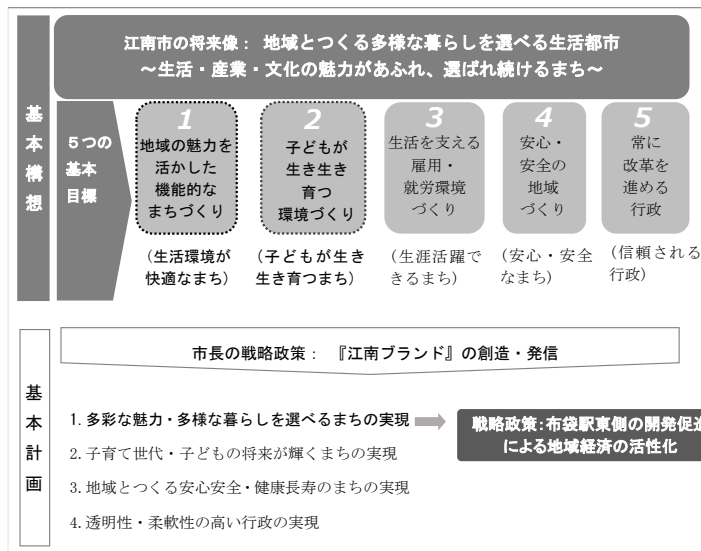 江南市の将来像： 地域とつくる多様な暮らしを選べる生活都市
～生活・産業・文化の魅力があふれ、選ばれ続けるまち～
基本構想
５つの
基本
目標
1
地域の魅力を
活かした
機能的な
まちづくり
(生活環境が
快適なまち)
2
子どもが
生き生き
育つ
環境づくり
(子どもが生き
生き育つまち)
3
生活を支える
雇用・
就労環境
づくり
(生涯活躍で
きるまち)
4
安心・
安全の
地域
づくり
(安心・安全
なまち)
5
常に
改革を
進める
行政
(信頼される
行政)
基本計画
市長の戦略政策： 『江南ブランド』の創造・発信
1. 多彩な魅力・多様な暮らしを選べるまちの実現
2. 子育て世代・子どもの将来が輝くまちの実現
3. 地域とつくる安心安全・健康長寿のまちの実現
4. 透明性・柔軟性の高い行政の実現
戦略政策：布袋駅東側の開発促進
による地域経済の活性化